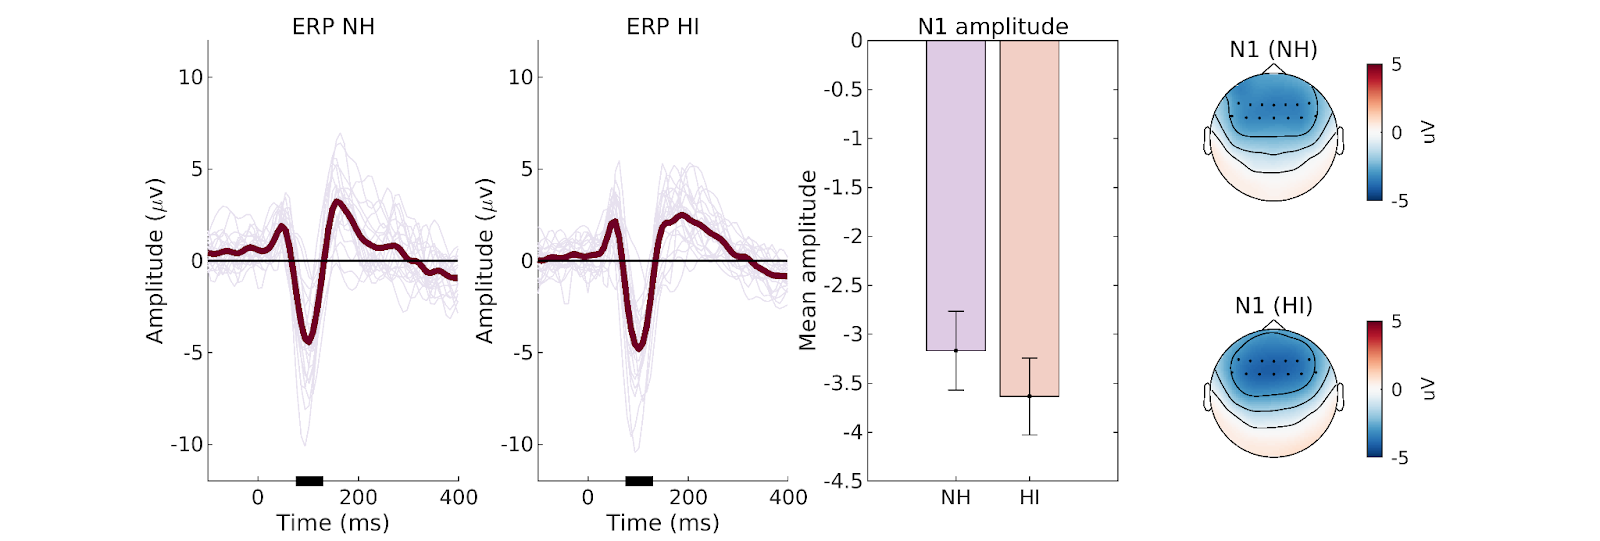 ERP NH
10
5
0
-5
-10
Amplitude (μv)
0 200 400
Time (ms)
ERP HI
10
5
0
-5
-10
Amplitude (μv)
0 200 400
Time (ms)
N1 amplitude
0
-0.5
-1
-1.5
-2
-2.5
-3
-3.5
-4
-4.5
Mean amplitude
NH HI
N1 (NH)
5
0
-5
uV
N1 (HI)
5
0
-5
uV